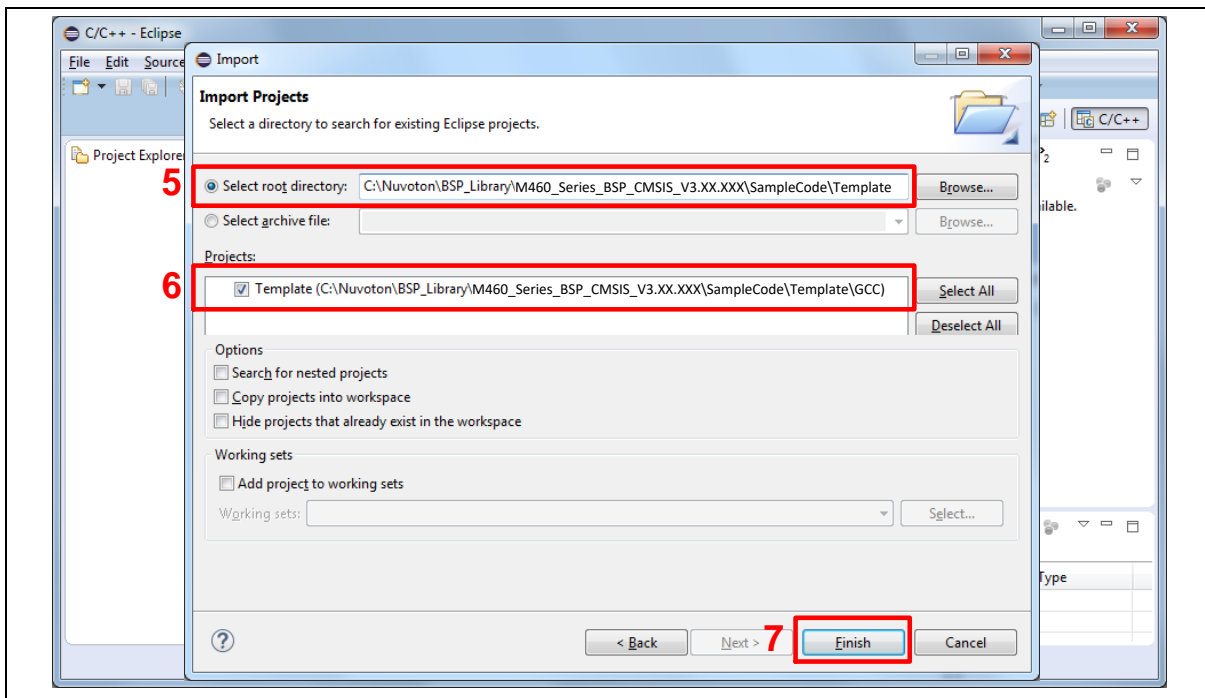 C/C++ - Eclipse
File Edit Source
Import
Import Projects
Select a directory to search for existing Eclipse projects.
C/C++
Project Explorer
2
5
Select root directory: C:\Nuvoton\BSP_Library\M460_Series_BSP_CMSIS_V3.XX.XXX\SampleCode\Template Browse...
ilable.
Select archive file: Browse...
Projects:
6
Template (C:\Nuvoton\BSP_Library\M460_Series_BSP_CMSIS_V3.XX.XXX\SampleCode\Template\GCC) Select All
Deselect All
Options
Search for nested projects
Copy projects into workspace
Hide projects that already exist in the workspace
Working sets
Add project to working sets
Working sets: Select...
Type
? < Back Next > 7 Finish Cancel